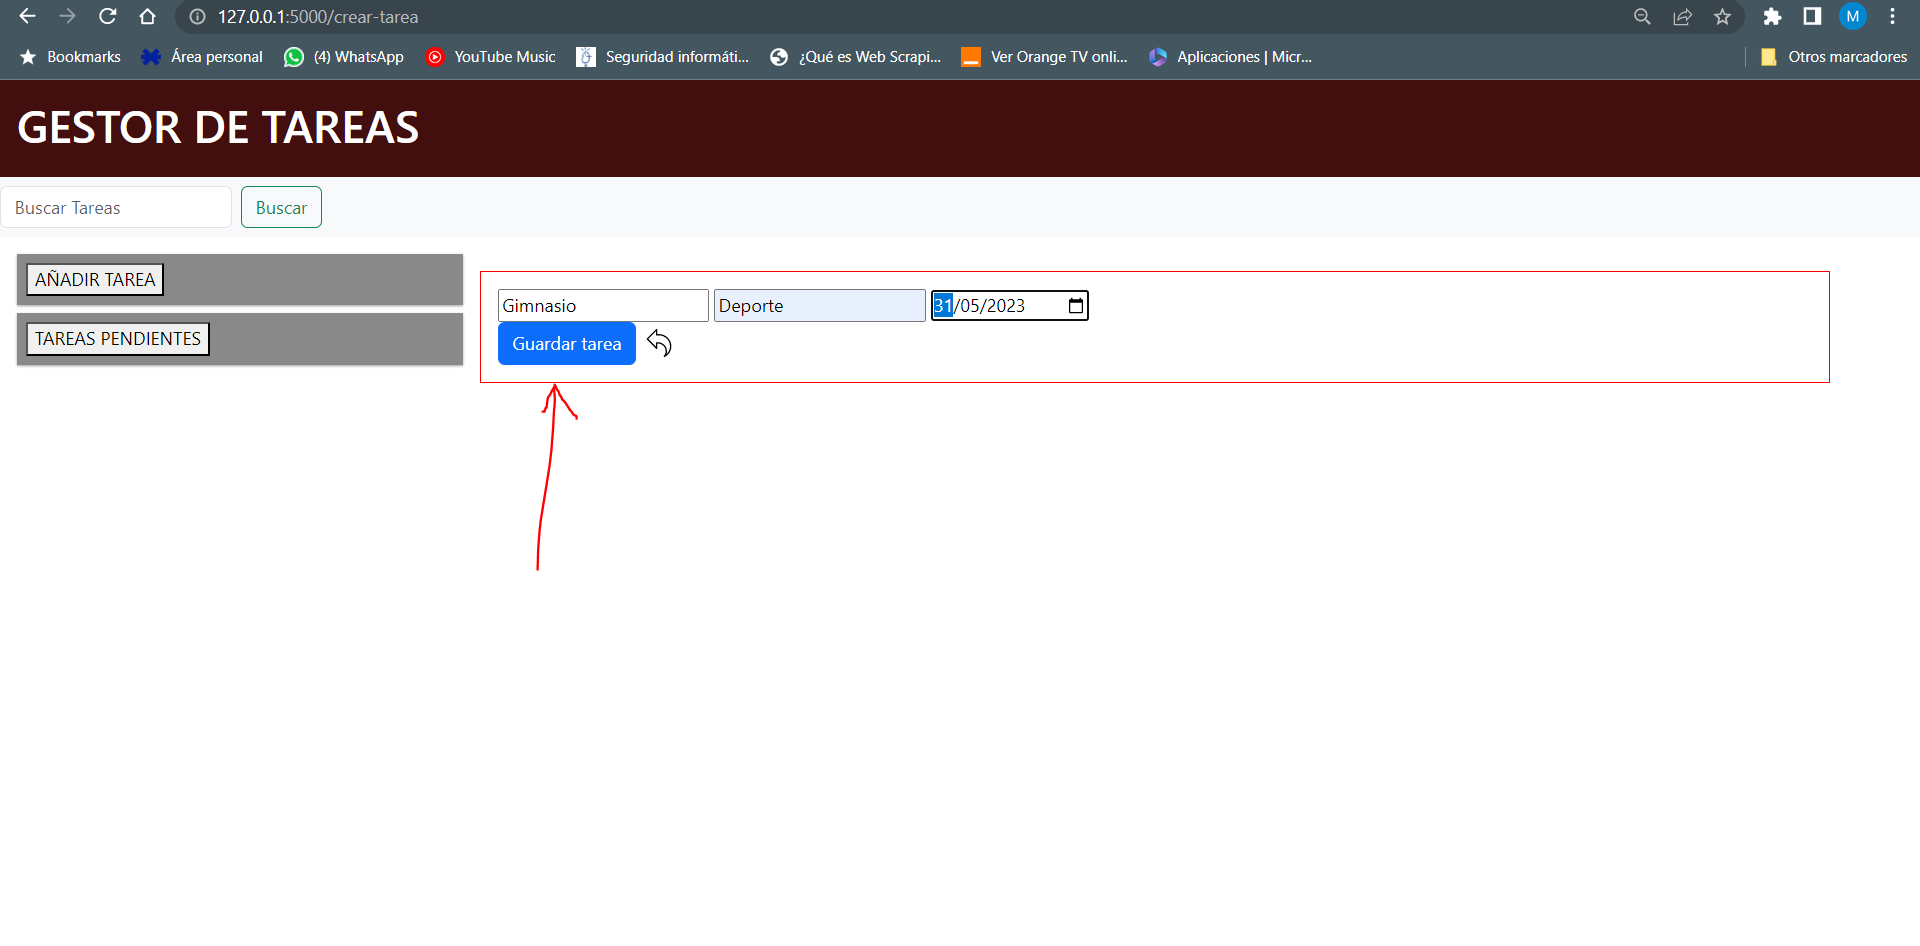 127.0.0.1:5000/crear-tarea
M
Bookmarks Área personal (4) WhatsApp YouTube Music Seguridad informáti... ¿Qué es Web Scrapi... Ver Orange TV onli... Aplicaciones | Micr... Otros marcadores
GESTOR DE TAREAS
Buscar Tareas Buscar
AÑADIR TAREA
TAREAS PENDIENTES
Gimnasio Deporte 31/05/2023
Guardar tarea